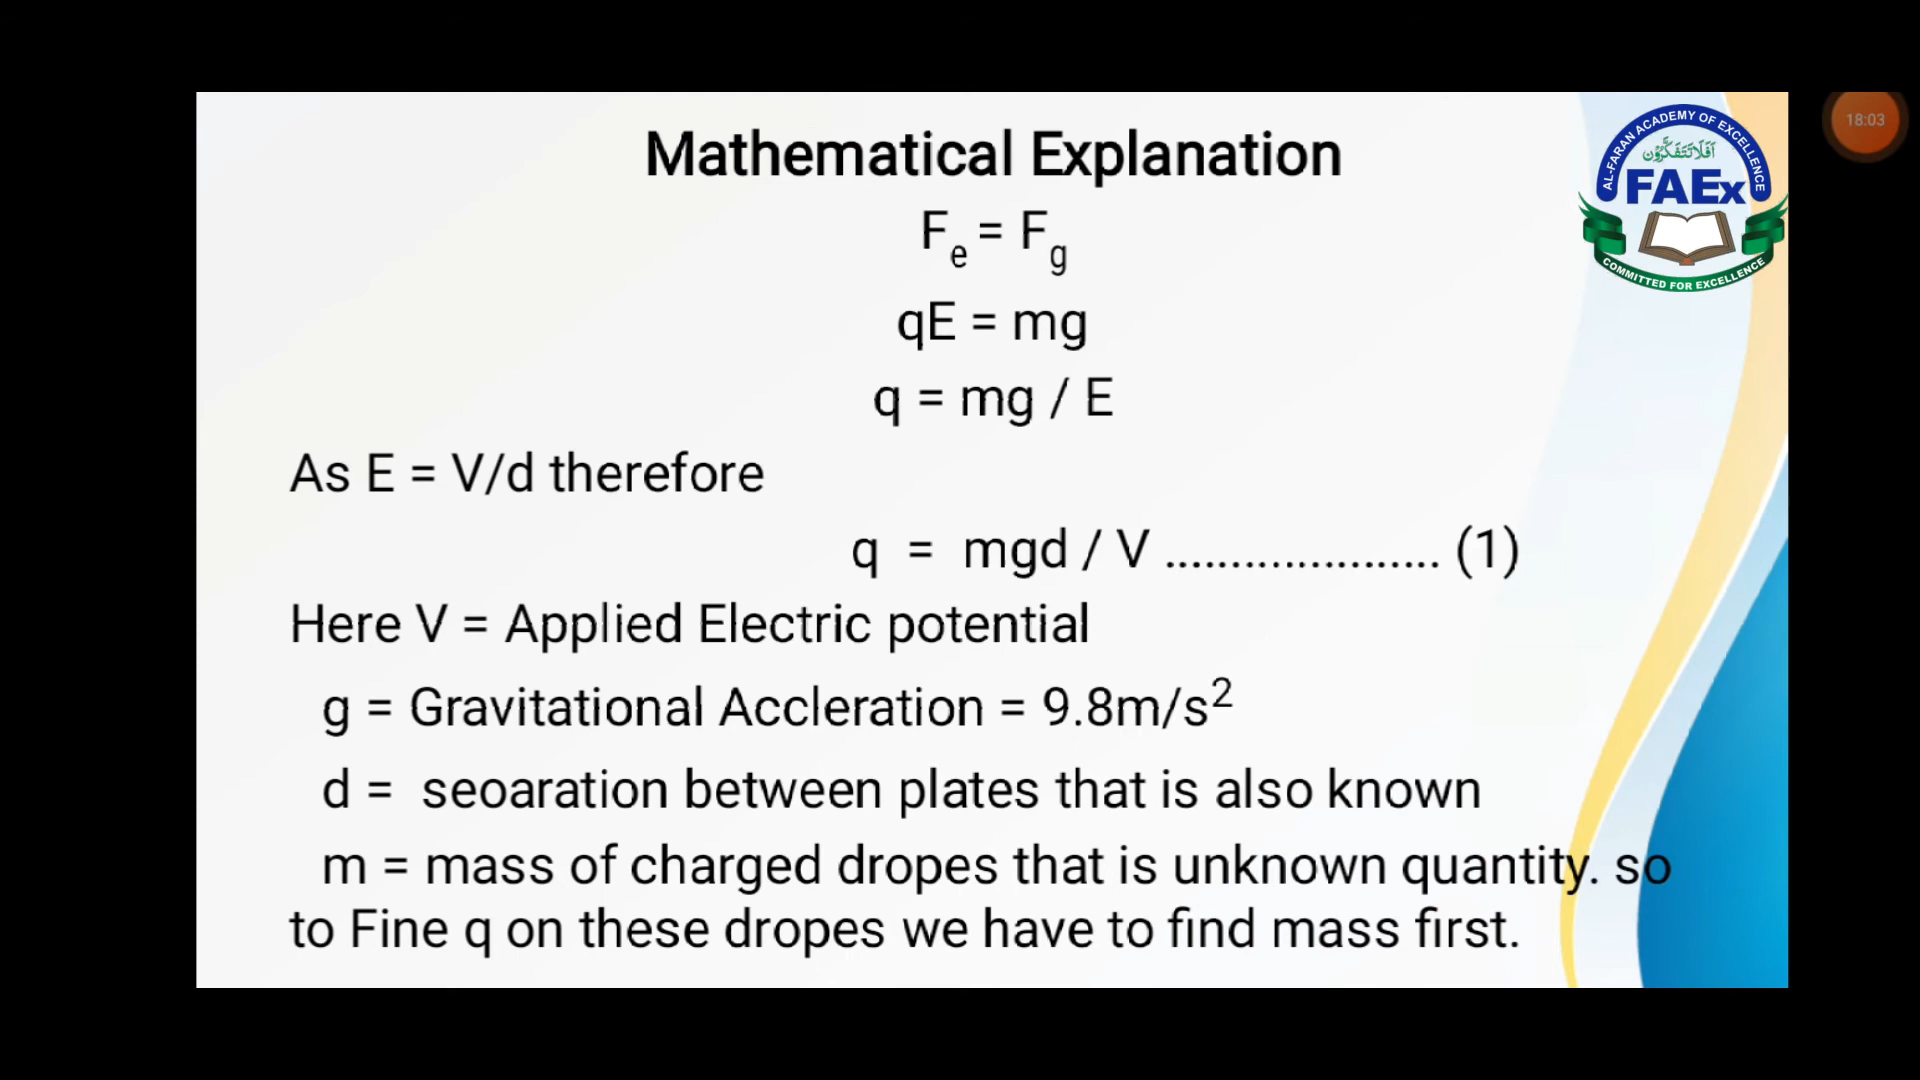 Mathematical Explanation
Fₑ = F_g
qE = mg
q = mg / E
As E = V/d therefore
q = mgd / V ..................... (1)
Here V = Applied Electric potential
g = Gravitational Accleration = 9.8m/s²
d = seoaration between plates that is also known
m = mass of charged dropes that is unknown quantity. so
to Fine q on these dropes we have to find mass first.
AL-FARAN ACADEMY OF EXCELLENCE
أَفَلَا تَتَفَكَّرُونَ
FAEx
COMMITTED FOR EXCELLENCE
18:03